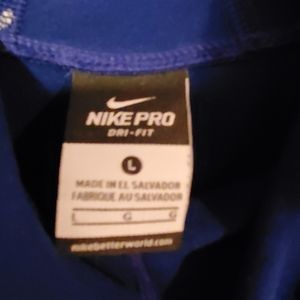 NIKE PRO
DRI-FIT
L
MADE IN EL SALVADOR
FABRIQUE AU SALVADOR
L G G
nikebetterworld.com